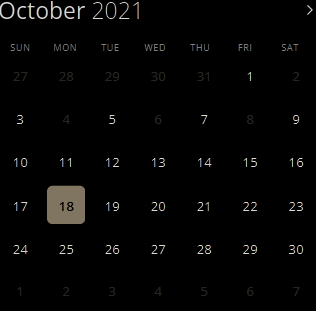 October 2021
SUN MON TUE WED THU FRI SAT
27 28 29 30 31 1 2
3 4 5 6 7 8 9
10 11 12 13 14 15 16
17 18 19 20 21 22 23
24 25 26 27 28 29 30
1 2 3 4 5 6 7